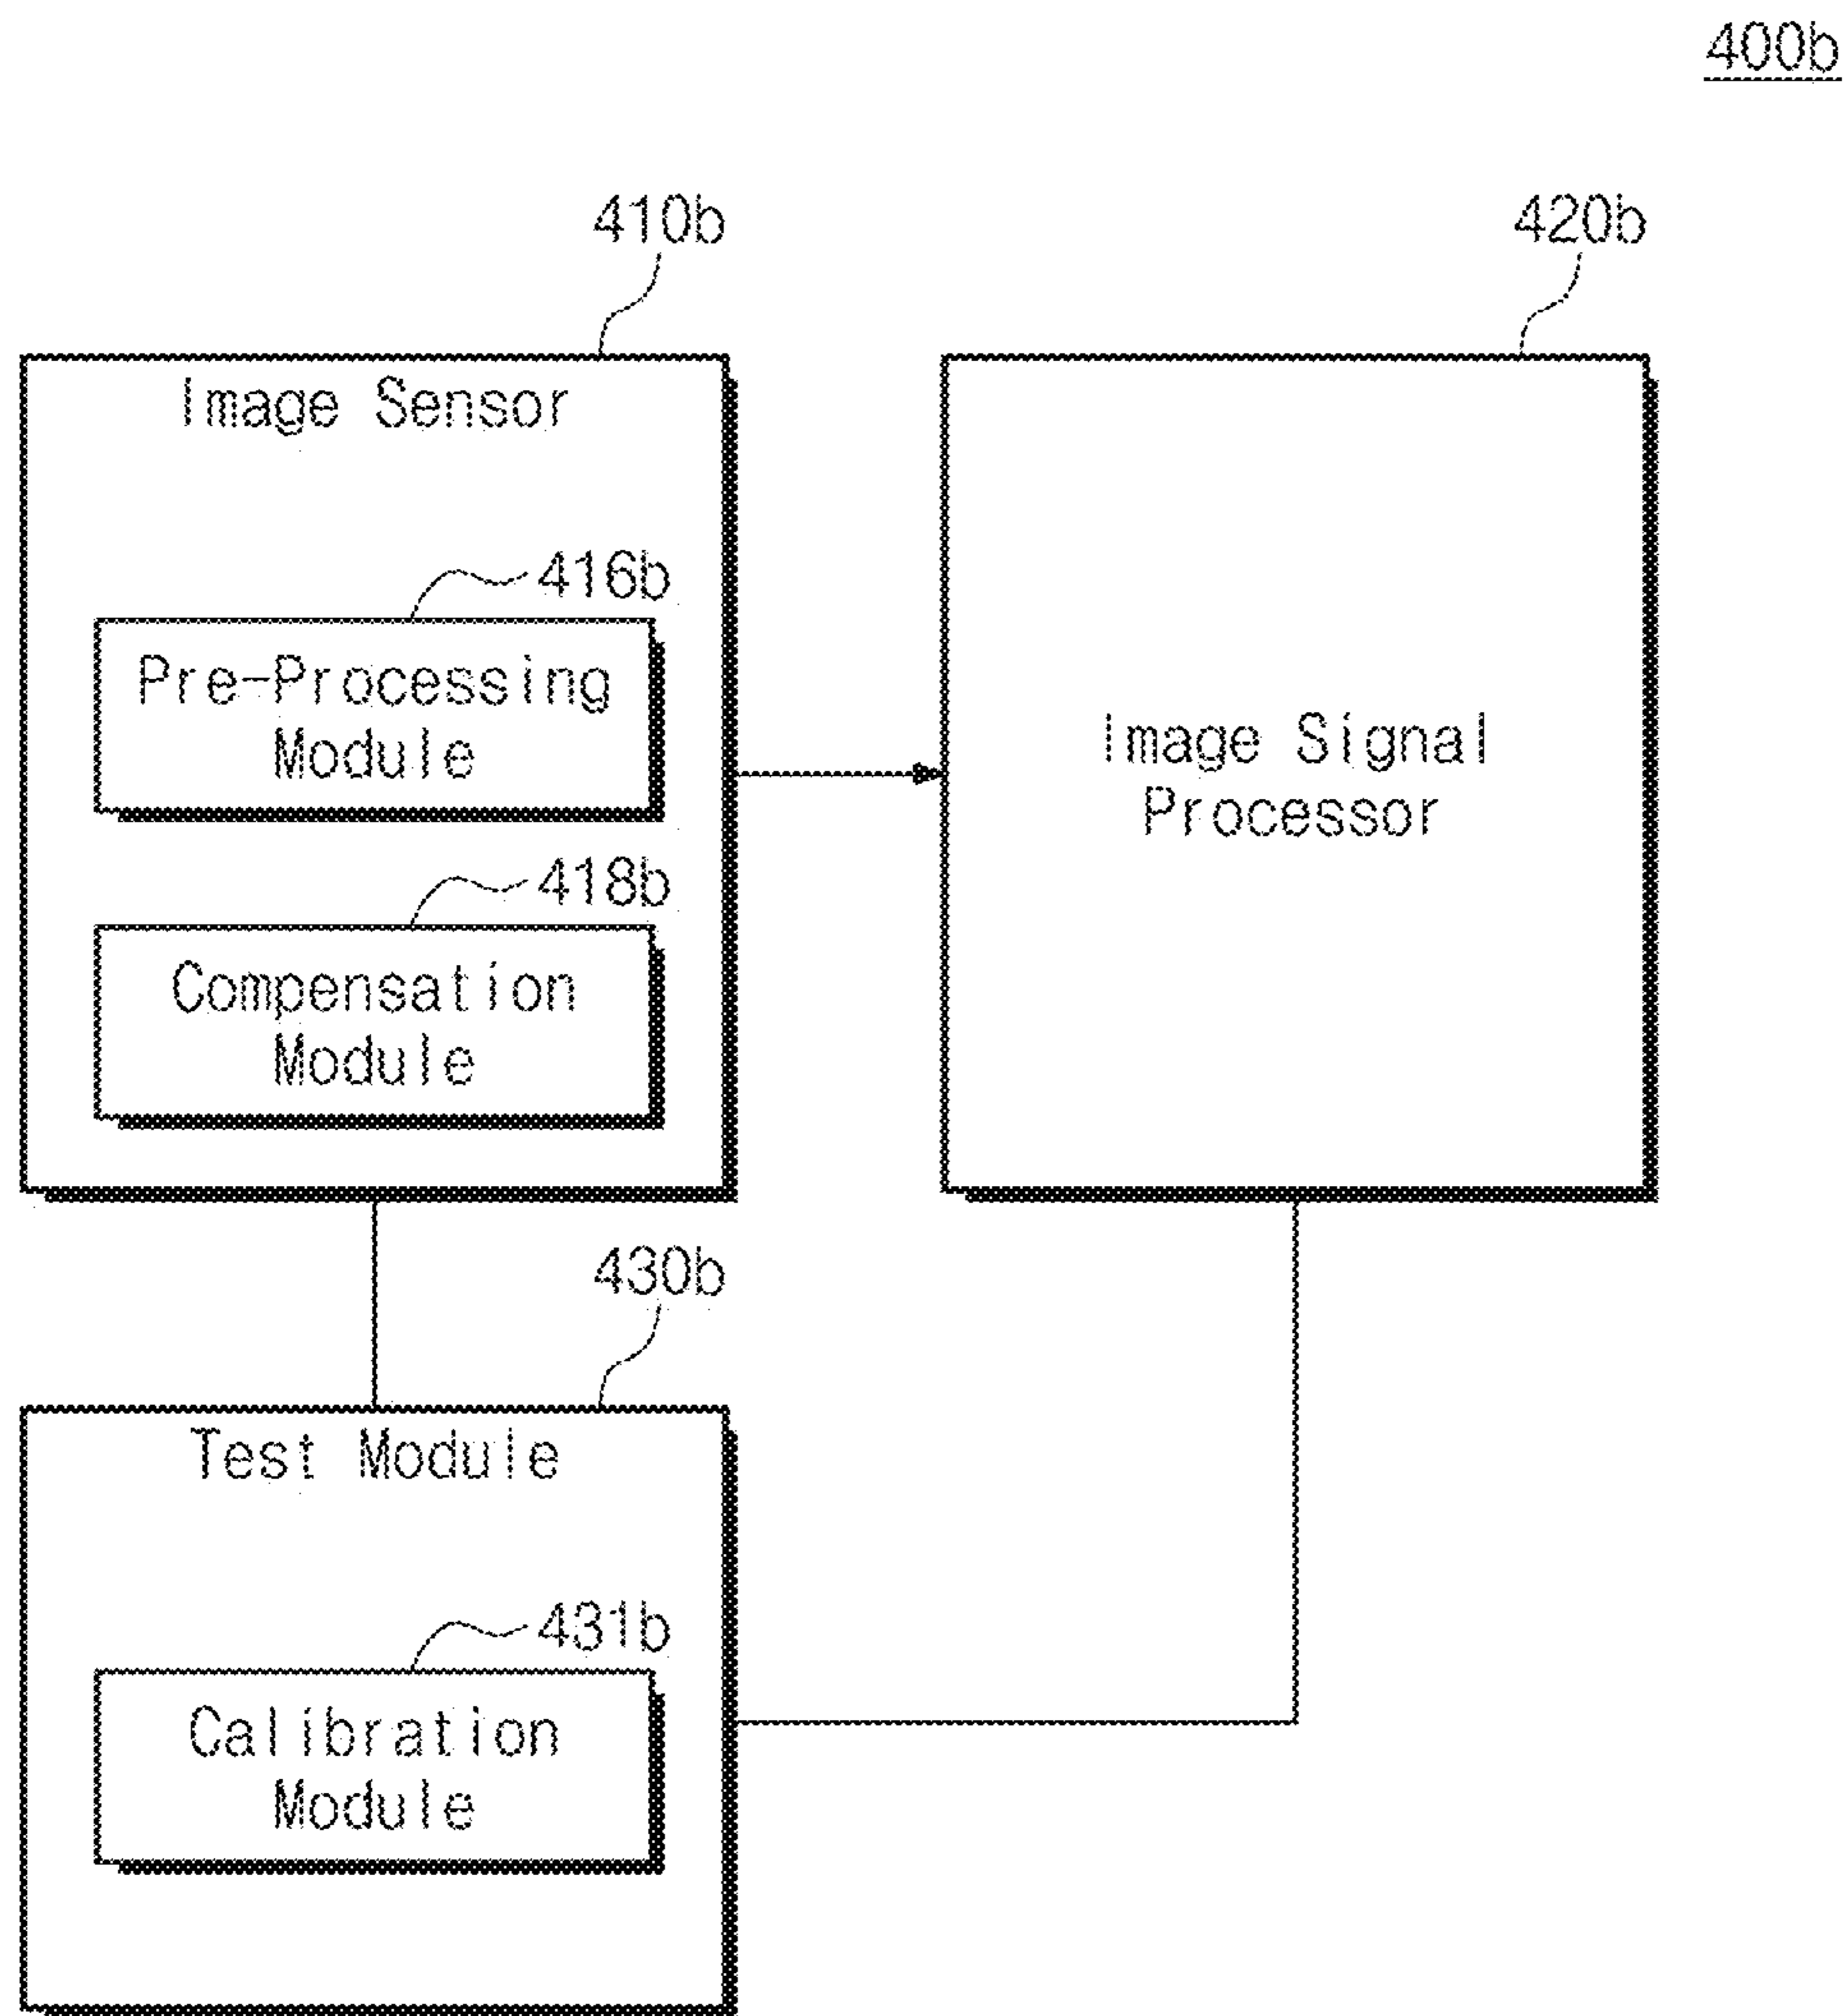 400b
410b
420b
Image Sensor
416b
Pre-Processing
Module
Image Signal
Processor
418b
Compensation
Module
430b
Test Module
431b
Calibration
Module